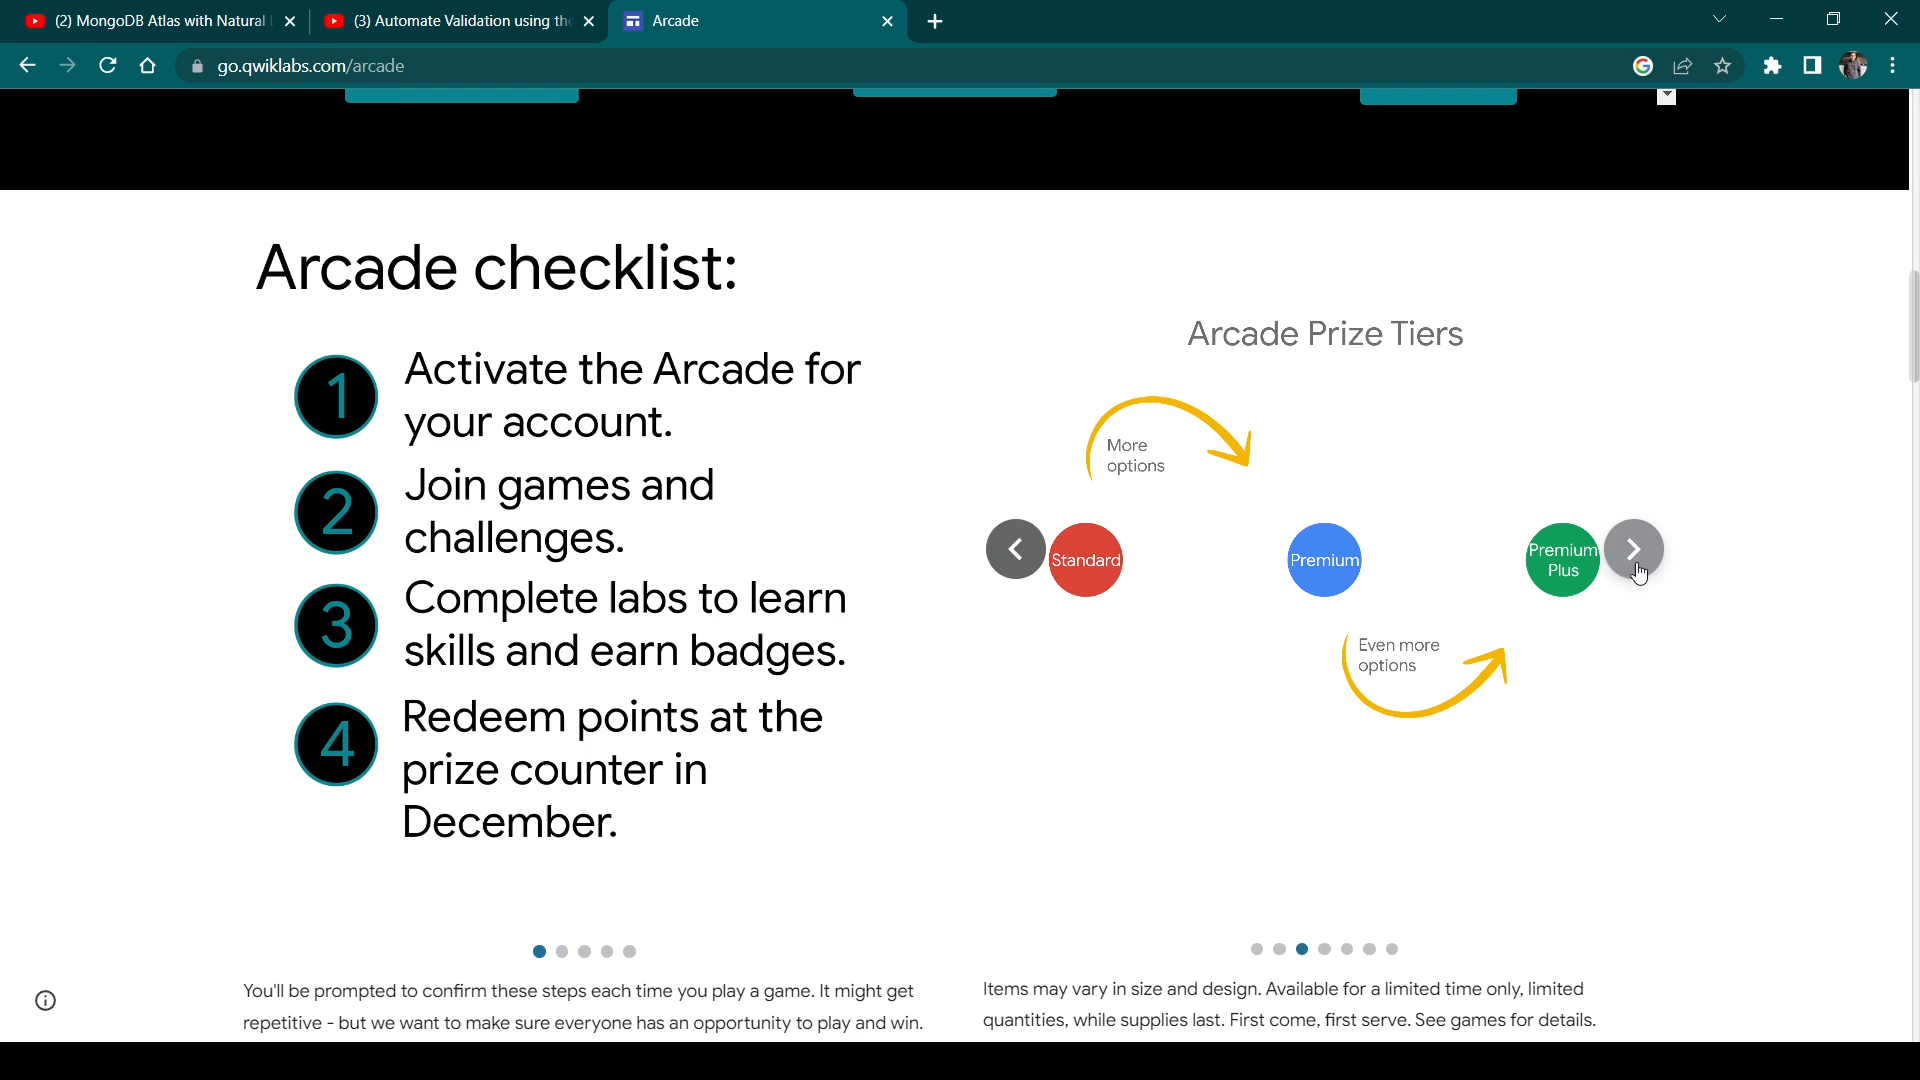 (2) MongoDB Atlas with Natural
(3) Automate Validation using the
Arcade
go.qwiklabs.com/arcade
Arcade checklist:
1
Activate the Arcade for
your account.
2
Join games and
challenges.
3
Complete labs to learn
skills and earn badges.
4
Redeem points at the
prize counter in
December.
You'll be prompted to confirm these steps each time you play a game. It might get
repetitive - but we want to make sure everyone has an opportunity to play and win.
Arcade Prize Tiers
More
options
Standard
Premium
Premium
Plus
Even more
options
Items may vary in size and design. Available for a limited time only, limited
quantities, while supplies last. First come, first serve. See games for details.